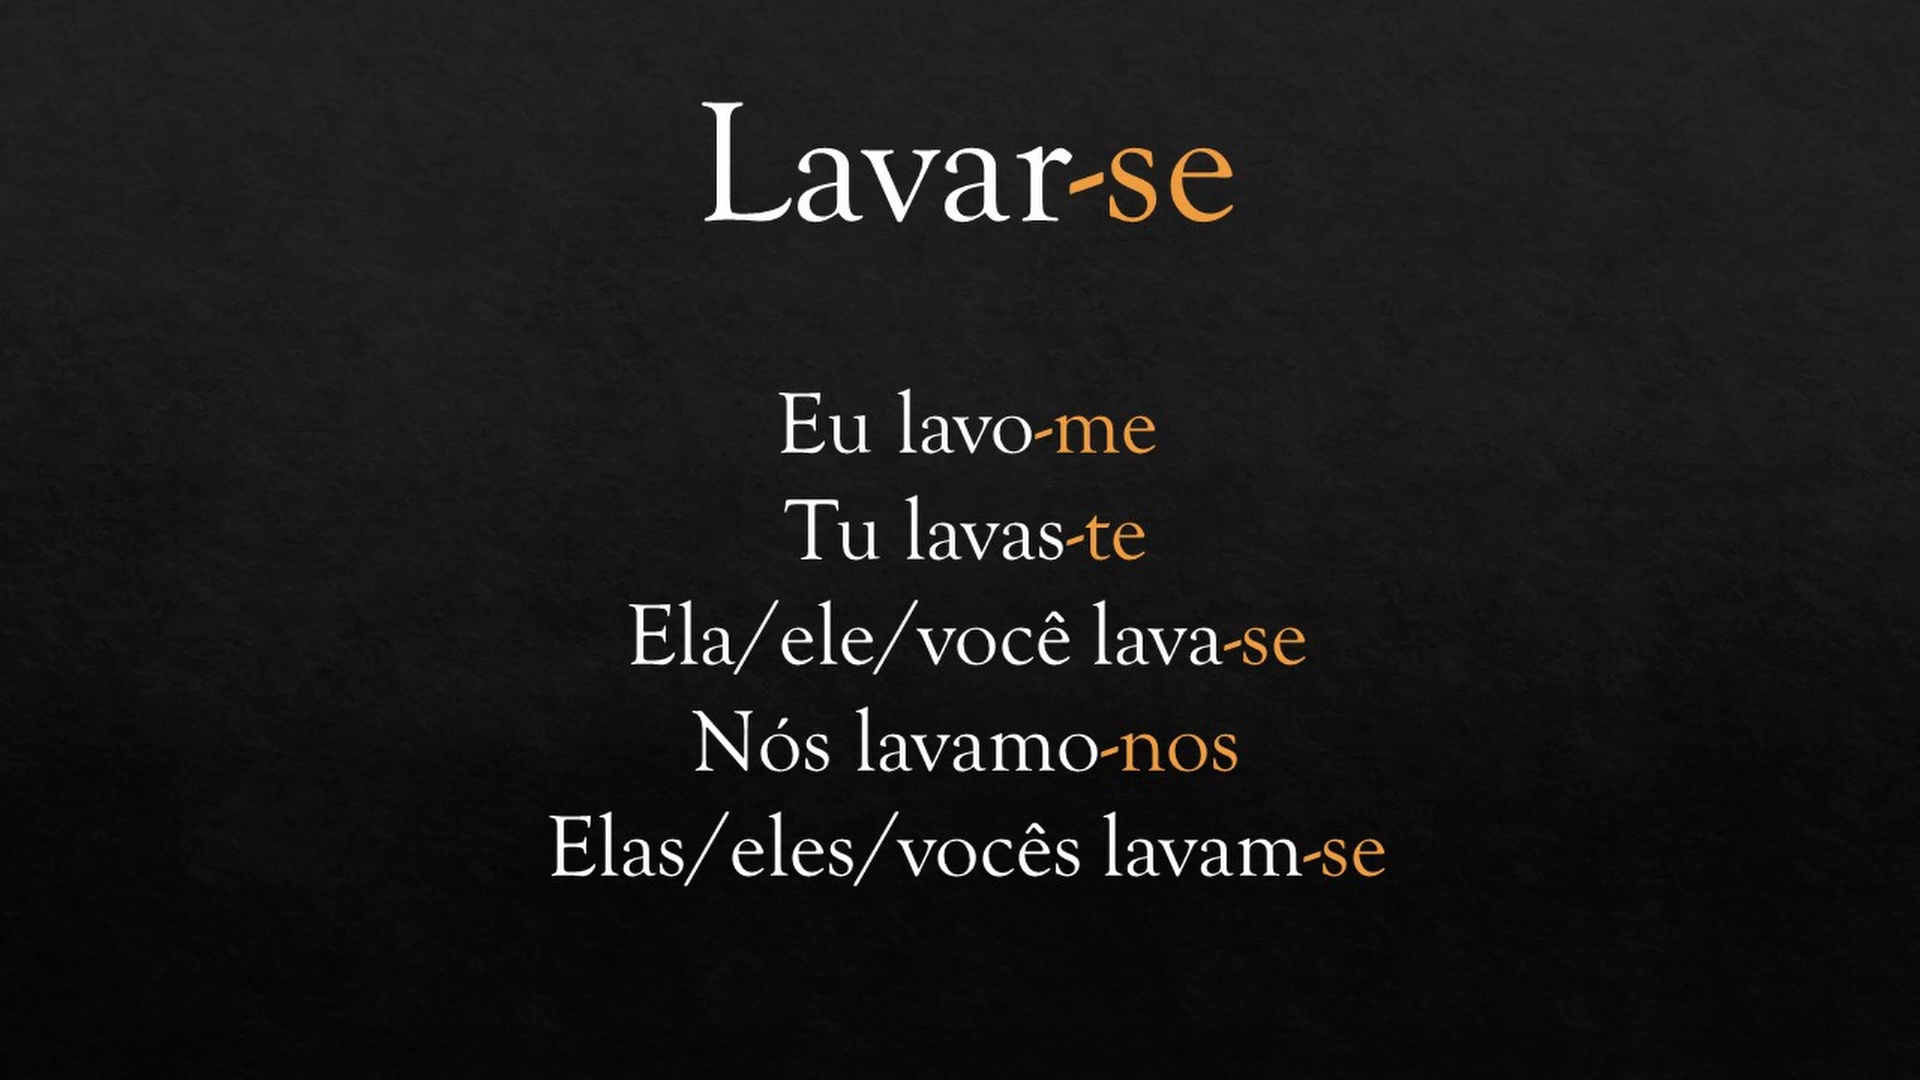 Lavar-se
Eu lavo-me
Tu lavas-te
Ela/ele/você lava-se
Nós lavamo-nos
Elas/eles/vocês lavam-se